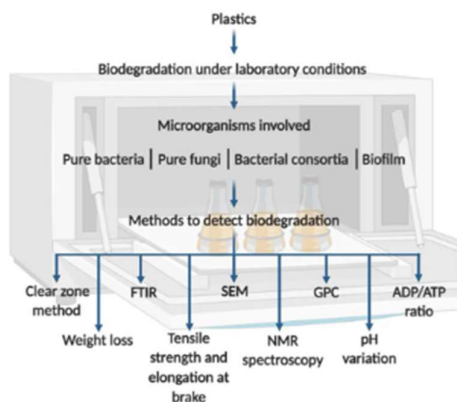 Plastics
Biodegradation under laboratory conditions
Microorganisms involved
Pure bacteria | Pure fungi | Bacterial consortia | Biofilm
Methods to detect biodegradation
Clear zone
method
FTIR
SEM
GPC
ADP/ATP
ratio
Weight loss
Tensile
strength and
elongation at
brake
NMR
spectroscopy
pH
variation